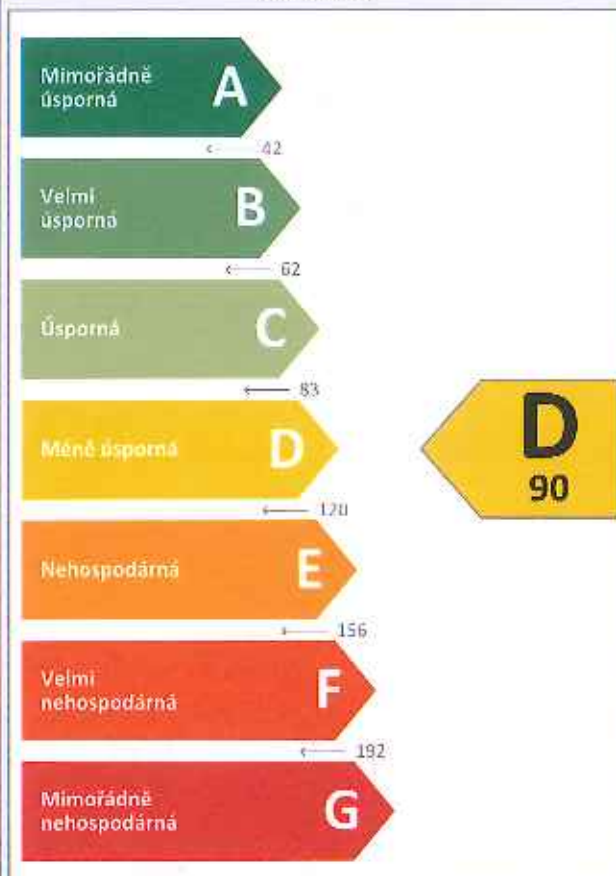 Mimořádně
úsporná
A
42
Velmi
úsporná
B
62
Úsporná
C
83
Méně úsporná
D
D
90
120
Nehospodárná
E
156
Velmi
nehospodárná
F
192
Mimořádně
nehospodárná
G